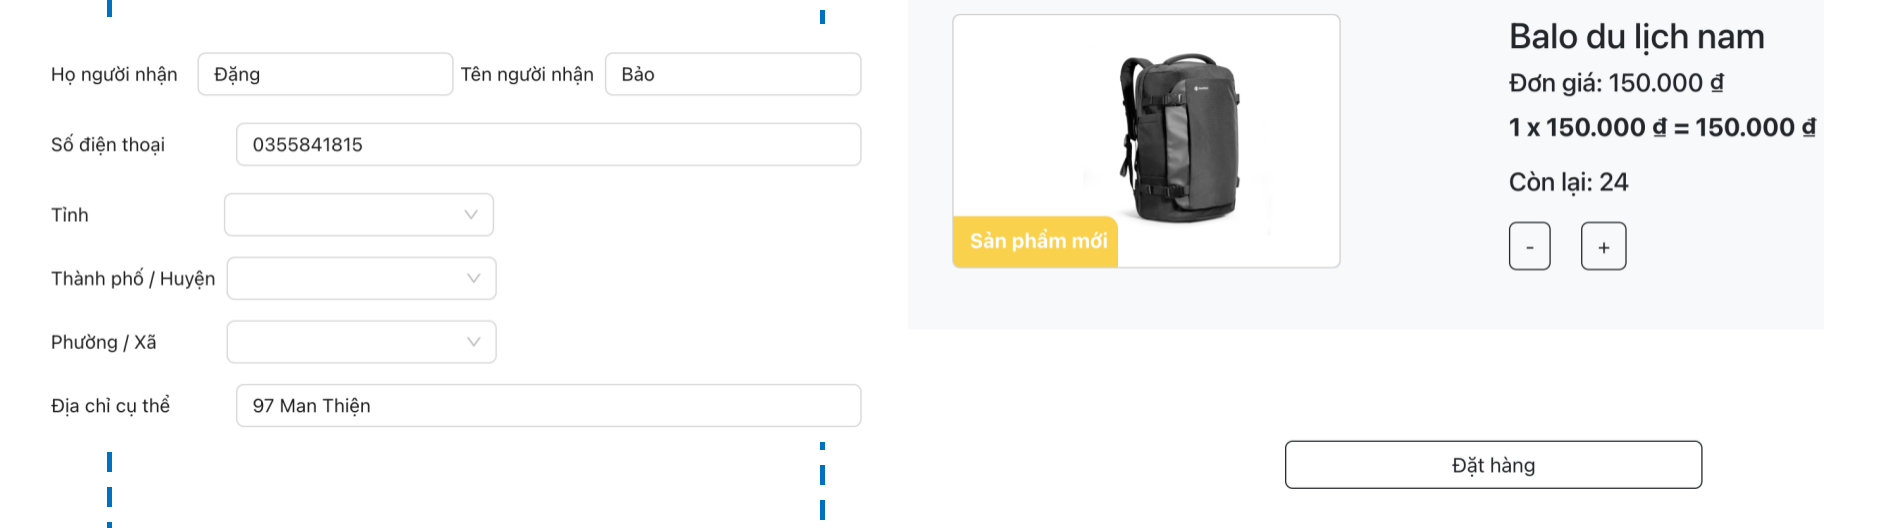 Họ người nhận Đặng Tên người nhận Bảo
Số điện thoại 0355841815
Tỉnh
Thành phố / Huyện
Phường / Xã
Địa chỉ cụ thể 97 Man Thiện
Sản phẩm mới
Balo du lịch nam
Đơn giá: 150.000 ₫
1 x 150.000 ₫ = 150.000 ₫
Còn lại: 24
- +
Đặt hàng